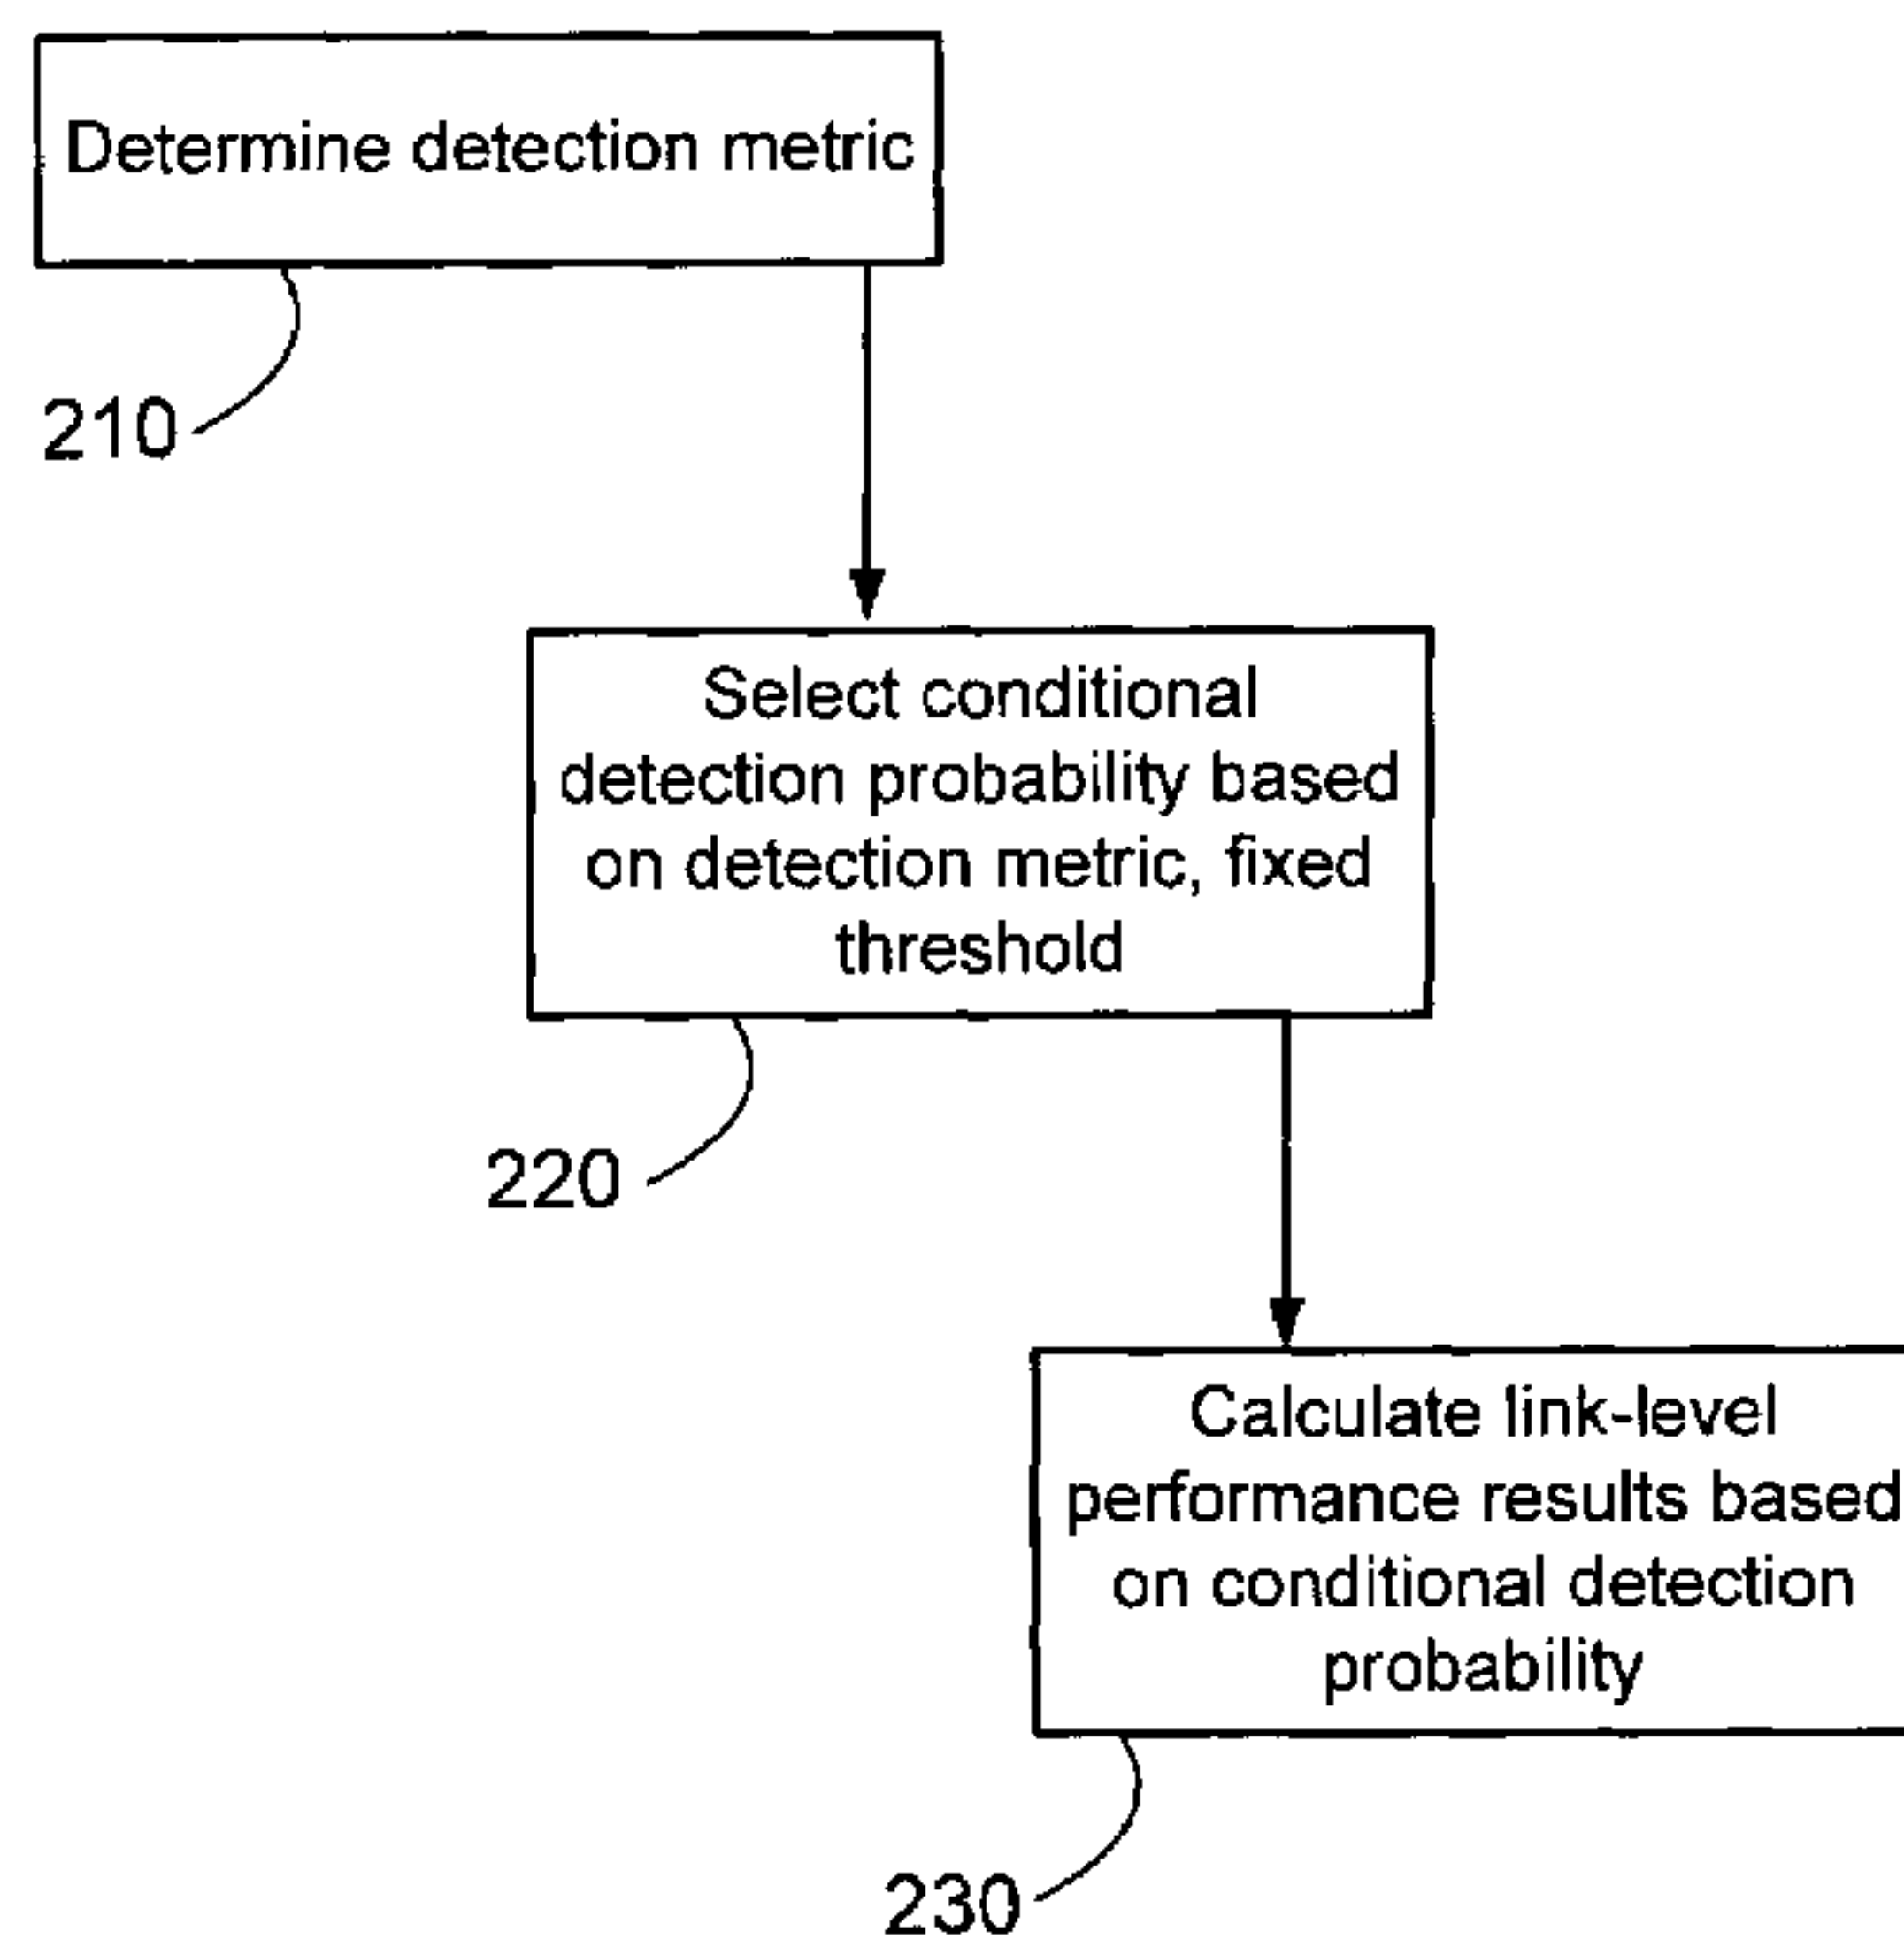 Determine detection metric
210
Select conditional
detection probability based
on detection metric, fixed
threshold
220
Calculate link-level
performance results based
on conditional detection
probability
230